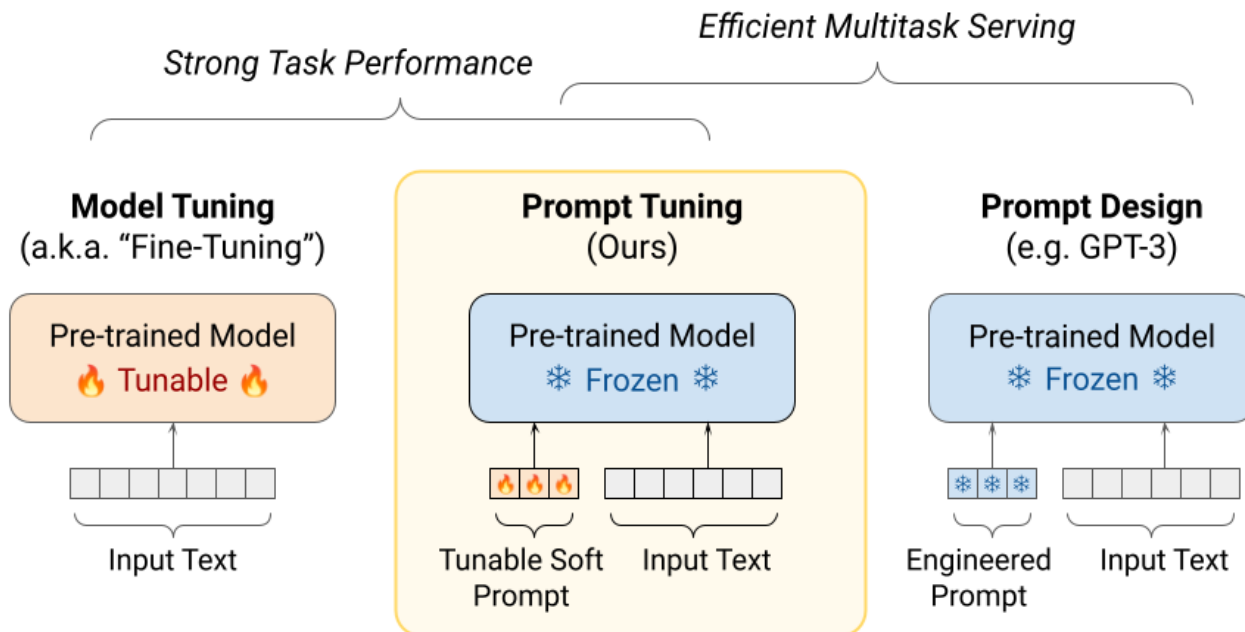 Efficient Multitask Serving
Strong Task Performance
Model Tuning
(a.k.a. “Fine-Tuning”)
Pre-trained Model
🔥 Tunable 🔥
Input Text
Prompt Tuning
(Ours)
Pre-trained Model
❄ Frozen ❄
Tunable Soft
Prompt
Input Text
Prompt Design
(e.g. GPT-3)
Pre-trained Model
❄ Frozen ❄
Engineered
Prompt
Input Text